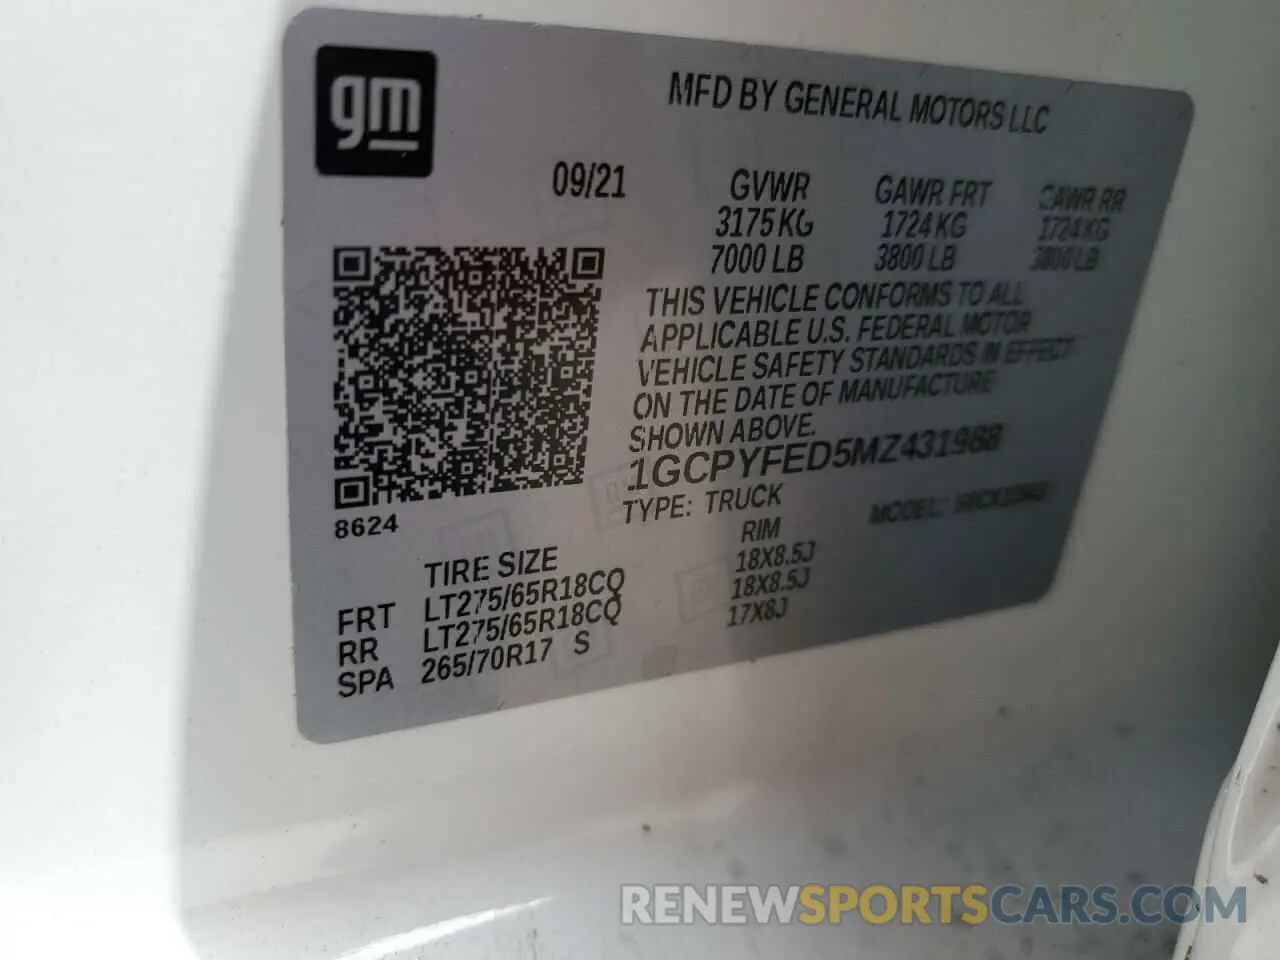 gm
MFD BY GENERAL MOTORS LLC
09/21 GVWR GAWR FRT GAWR RR
3175 KG 1724 KG 1724 KG
7000 LB 3800 LB 3800 LB
THIS VEHICLE CONFORMS TO ALL
APPLICABLE U.S. FEDERAL MOTOR
VEHICLE SAFETY STANDARDS IN EFFECT
ON THE DATE OF MANUFACTURE
SHOWN ABOVE.
1GCPYFED5MZ431988
TYPE: TRUCK MODEL:
8624
TIRE SIZE RIM
FRT LT275/65R18CQ 18X8.5J
RR LT275/65R18CQ 18X8.5J
SPA 265/70R17 S 17X8J
RENEWSPORTSCARS.COM